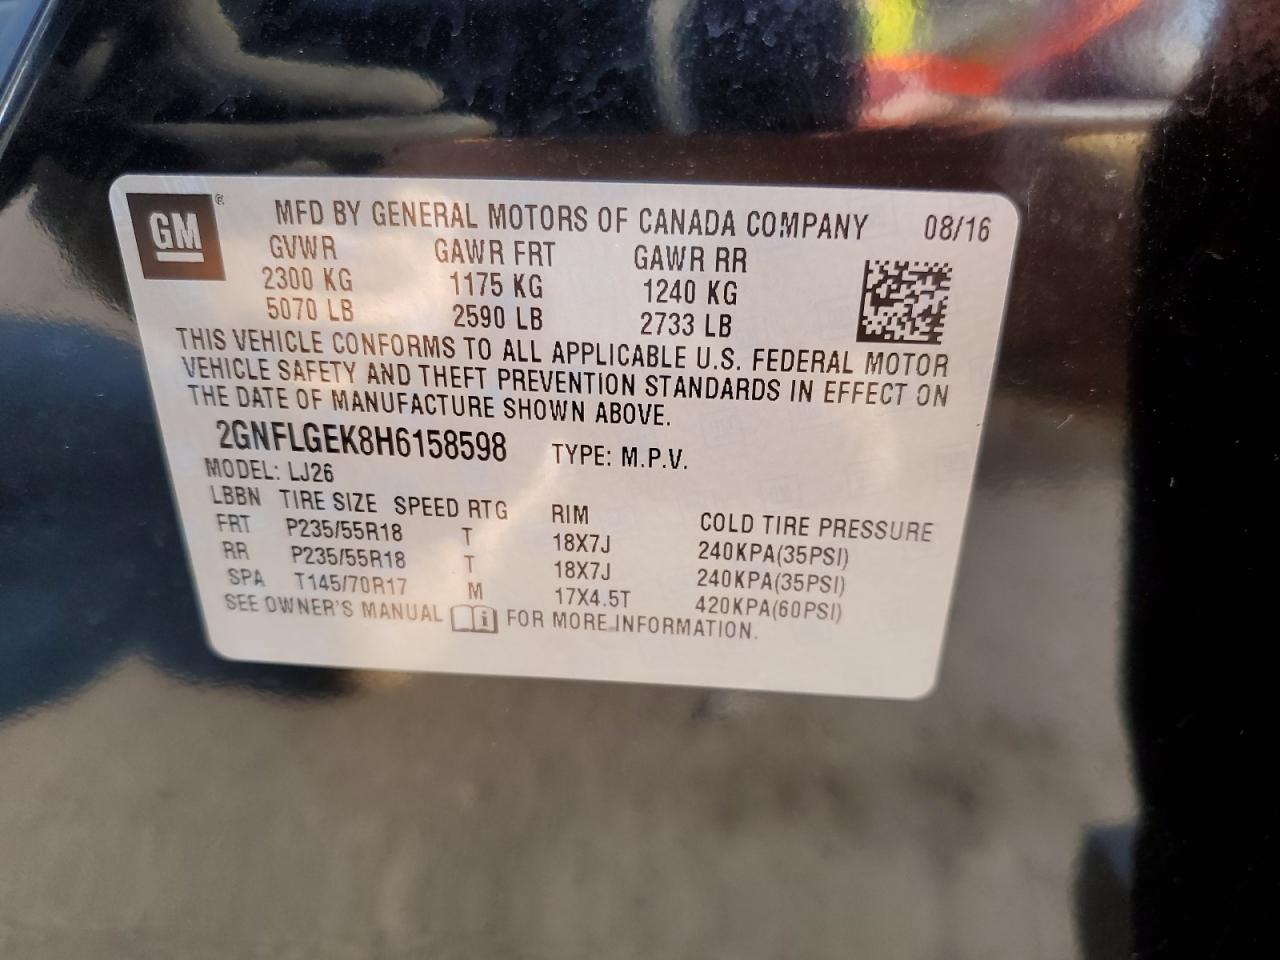 GM® MFD BY GENERAL MOTORS OF CANADA COMPANY 08/16
GVWR GAWR FRT GAWR RR
2300 KG 1175 KG 1240 KG
5070 LB 2590 LB 2733 LB
THIS VEHICLE CONFORMS TO ALL APPLICABLE U.S. FEDERAL MOTOR
VEHICLE SAFETY AND THEFT PREVENTION STANDARDS IN EFFECT ON
THE DATE OF MANUFACTURE SHOWN ABOVE.
2GNFLGEK8H6158598 TYPE: M.P.V.
MODEL: LJ26
LBBN TIRE SIZE SPEED RTG RIM COLD TIRE PRESSURE
FRT P235/55R18 T 18X7J 240KPA(35PSI)
RR P235/55R18 T 18X7J 240KPA(35PSI)
SPA T145/70R17 M 17X4.5T 420KPA(60PSI)
SEE OWNER'S MANUAL i FOR MORE INFORMATION.